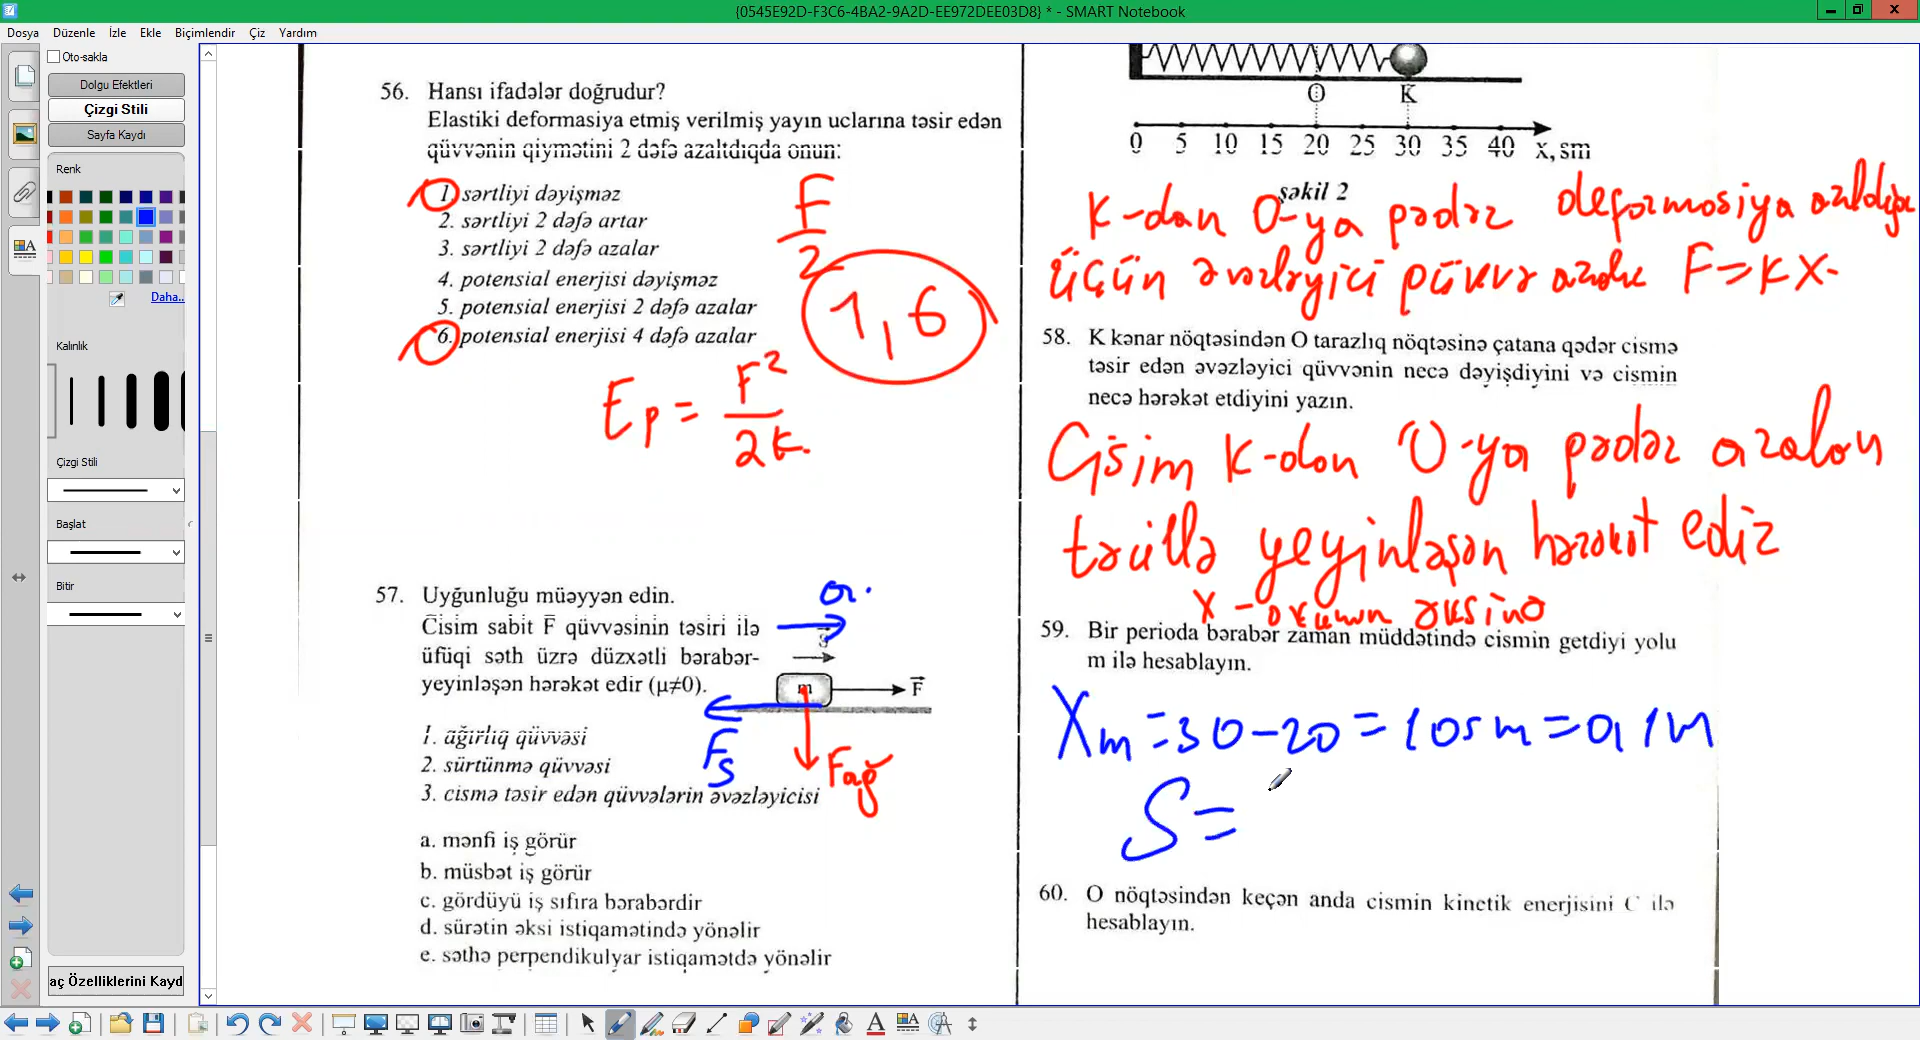 {0545E92D-F3C6-4BA2-9A2D-EE972DEE03D8} * - SMART Notebook
Dosya Düzenle İzle Ekle Biçimlendir Çiz Yardım
Oto-sakla
Dolgu Efektleri
Çizgi Stili
Sayfa Kaydı
Renk
Daha..
Kalınlık
Çizgi Stili
Başlat
Bitir
aç Özelliklerini Kayd
56. Hansı ifadələr doğrudur?
Elastiki deformasiya etmiş verilmiş yayın uclarına təsir edən
qüvvənin qiymətini 2 dəfə azaltdıqda onun:
1. sərtliyi dəyişməz
2. sərtliyi 2 dəfə artar
3. sərtliyi 2 dəfə azalar
4. potensial enerjisi dəyişməz
5. potensial enerjisi 2 dəfə azalar
6. potensial enerjisi 4 dəfə azalar
F
2
1,6
Ep = F²
2k.
57. Uyğunluğu müəyyən edin.
Cisim sabit F qüvvəsinin təsiri ilə
üfüqi səth üzrə düzxətli bərabər-
yeyinləşən hərəkət edir (μ≠0).
a.
m F
Fs
Fağ
1. ağırlıq qüvvəsi
2. sürtünmə qüvvəsi
3. cismə təsir edən qüvvələrin əvəzləyicisi
a. mənfi iş görür
b. müsbət iş görür
c. gördüyü iş sıfıra bərabərdir
d. sürətin əksi istiqamətində yönəlir
e. səthə perpendikulyar istiqamətdə yönəlir
O K
0 5 10 15 20 25 30 35 40 x, sm
şəkil 2
K-dan O-ya qədər deformasiya azaldığı
üçün əvəzləyici qüvvə azalır F=kx-
58. K kənar nöqtəsindən O tarazlıq nöqtəsinə çatana qədər cismə
təsir edən əvəzləyici qüvvənin necə dəyişdiyini və cismin
necə hərəkət etdiyini yazın.
Cisim K-dan O-ya qədər azalan
təcillə yeyinləşən hərəkət edir
X-oxunun əksinə
59. Bir perioda bərabər zaman müddətində cismin getdiyi yolu
m ilə hesablayın.
Xm=30-20=10sm=0,1m
S=
60. O nöqtəsindən keçən anda cismin kinetik enerjisini C ilə
hesablayın.